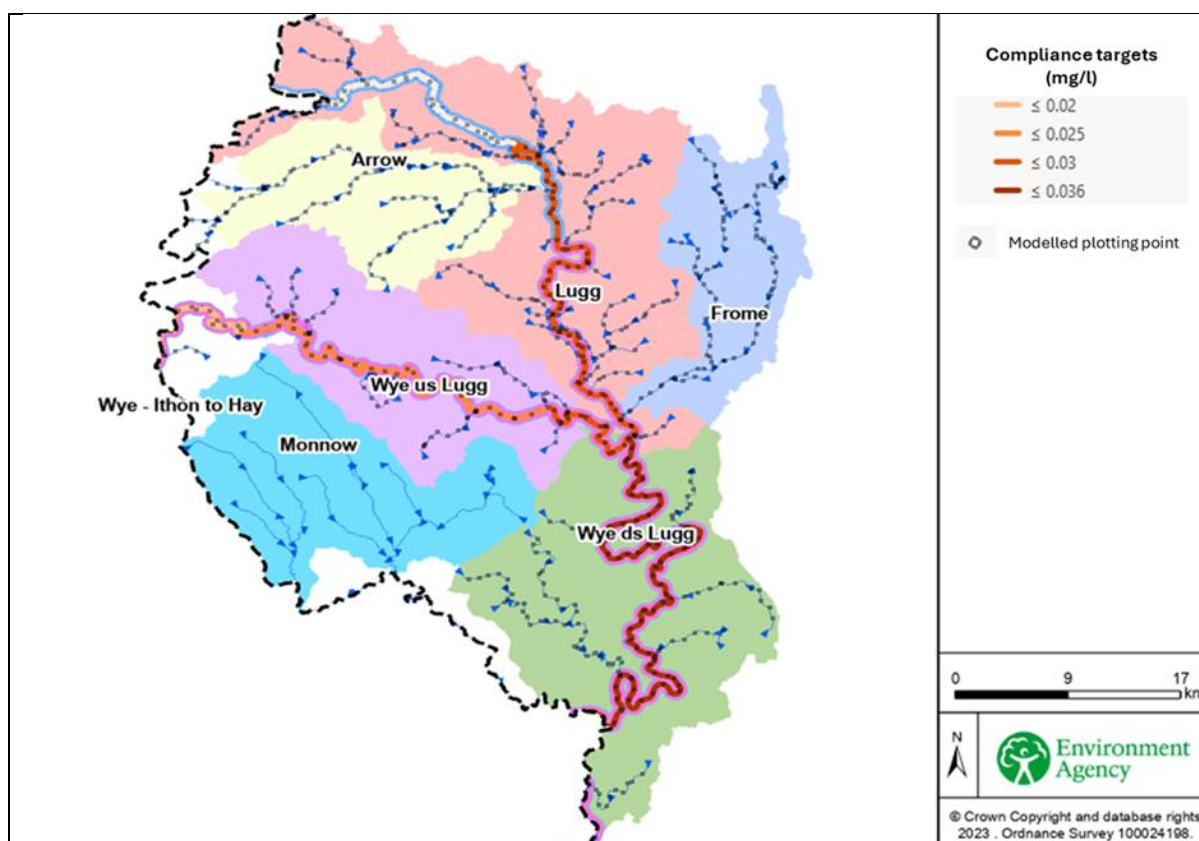 Arrow
Lugg
Frome
Wye us Lugg
Wye - Ithon to Hay
Monnow
Wye ds Lugg
Compliance targets
(mg/l)
≤ 0.02
≤ 0.025
≤ 0.03
≤ 0.036
Modelled plotting point
0 9 17
km
N
Environment
Agency
© Crown Copyright and database rights
2023 . Ordnance Survey 100024198.